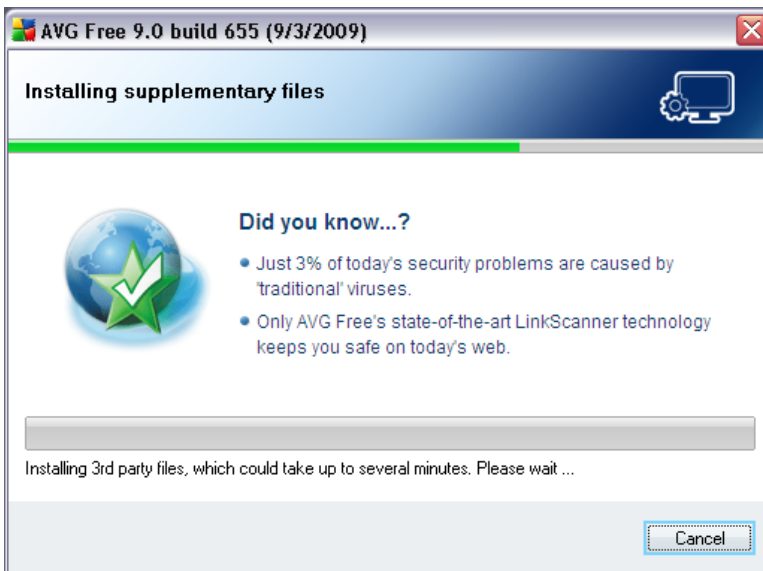 AVG Free 9.0 build 655 (9/3/2009)
Installing supplementary files
Did you know...?
Just 3% of today's security problems are caused by
'traditional' viruses.
Only AVG Free's state-of-the-art LinkScanner technology
keeps you safe on today's web.
Installing 3rd party files, which could take up to several minutes. Please wait ...
Cancel